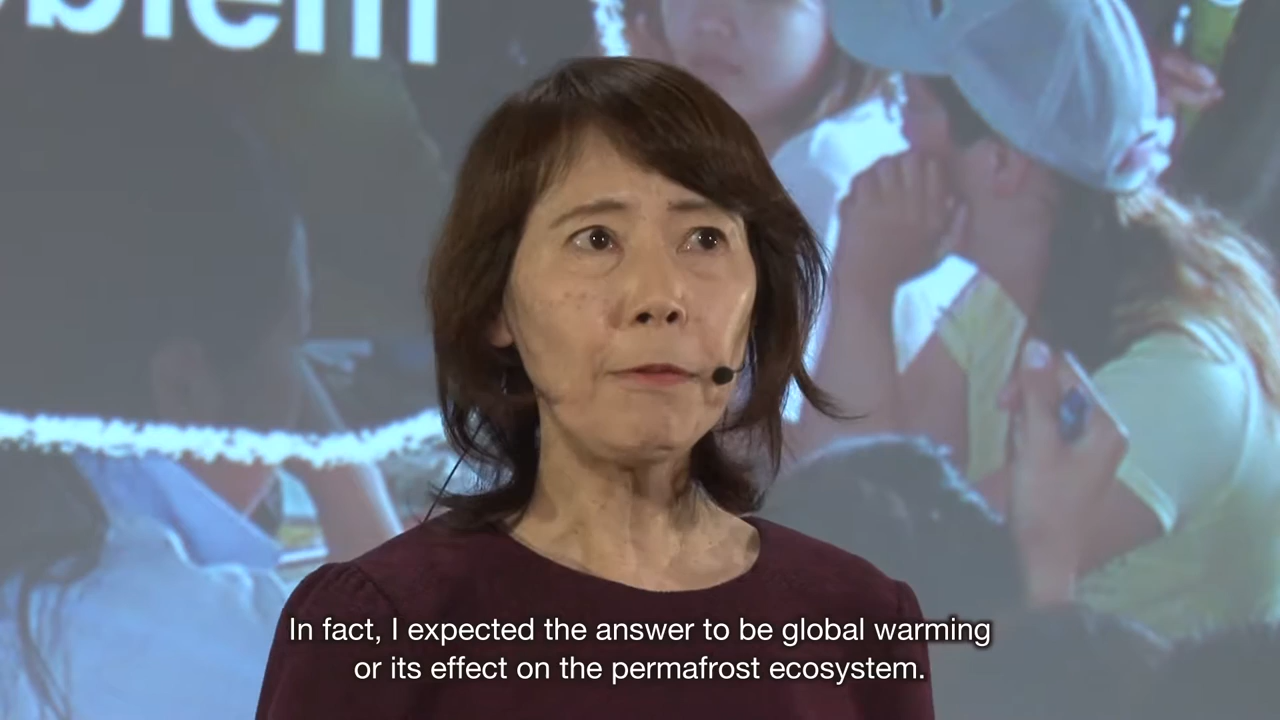 In fact, I expected the answer to be global warming
or its effect on the permafrost ecosystem.